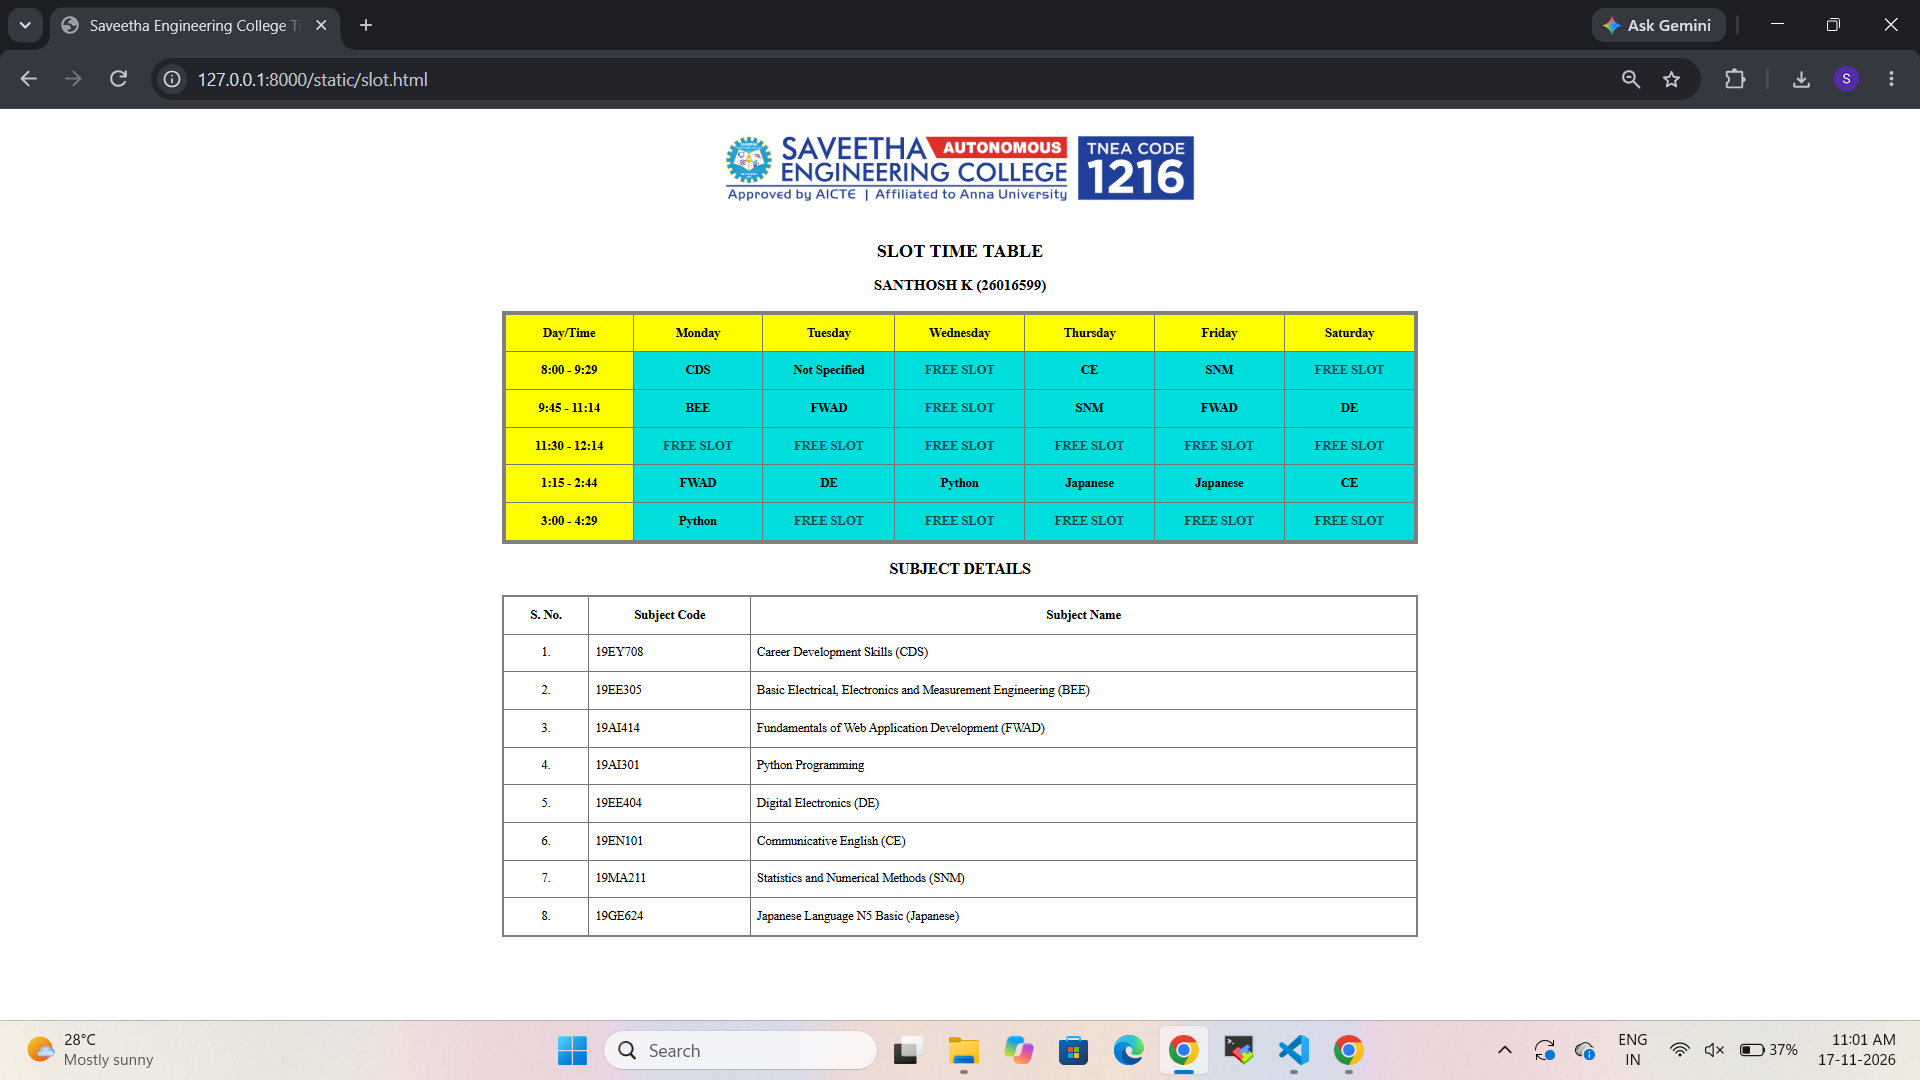 Saveetha Engineering College Ti
Ask Gemini
127.0.0.1:8000/static/slot.html
S
SAVEETHA AUTONOMOUS
ENGINEERING COLLEGE
Approved by AICTE | Affiliated to Anna University
TNEA CODE
1216
SLOT TIME TABLE
SANTHOSH K (26016599)
Day/Time Monday Tuesday Wednesday Thursday Friday Saturday
8:00 - 9:29 CDS Not Specified FREE SLOT CE SNM FREE SLOT
9:45 - 11:14 BEE FWAD FREE SLOT SNM FWAD DE
11:30 - 12:14 FREE SLOT FREE SLOT FREE SLOT FREE SLOT FREE SLOT FREE SLOT
1:15 - 2:44 FWAD DE Python Japanese Japanese CE
3:00 - 4:29 Python FREE SLOT FREE SLOT FREE SLOT FREE SLOT FREE SLOT
SUBJECT DETAILS
S. No. Subject Code Subject Name
1. 19EY708 Career Development Skills (CDS)
2. 19EE305 Basic Electrical, Electronics and Measurement Engineering (BEE)
3. 19AI414 Fundamentals of Web Application Development (FWAD)
4. 19AI301 Python Programming
5. 19EE404 Digital Electronics (DE)
6. 19EN101 Communicative English (CE)
7. 19MA211 Statistics and Numerical Methods (SNM)
8. 19GE624 Japanese Language N5 Basic (Japanese)
28°C
Mostly sunny
Search
ENG
IN
37%
11:01 AM
17-11-2026